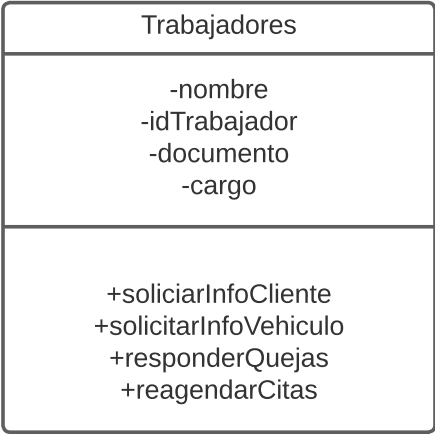 Trabajadores
-nombre
-idTrabajador
-documento
-cargo
+soliciarInfoCliente
+solicitarInfoVehiculo
+responderQuejas
+reagendarCitas